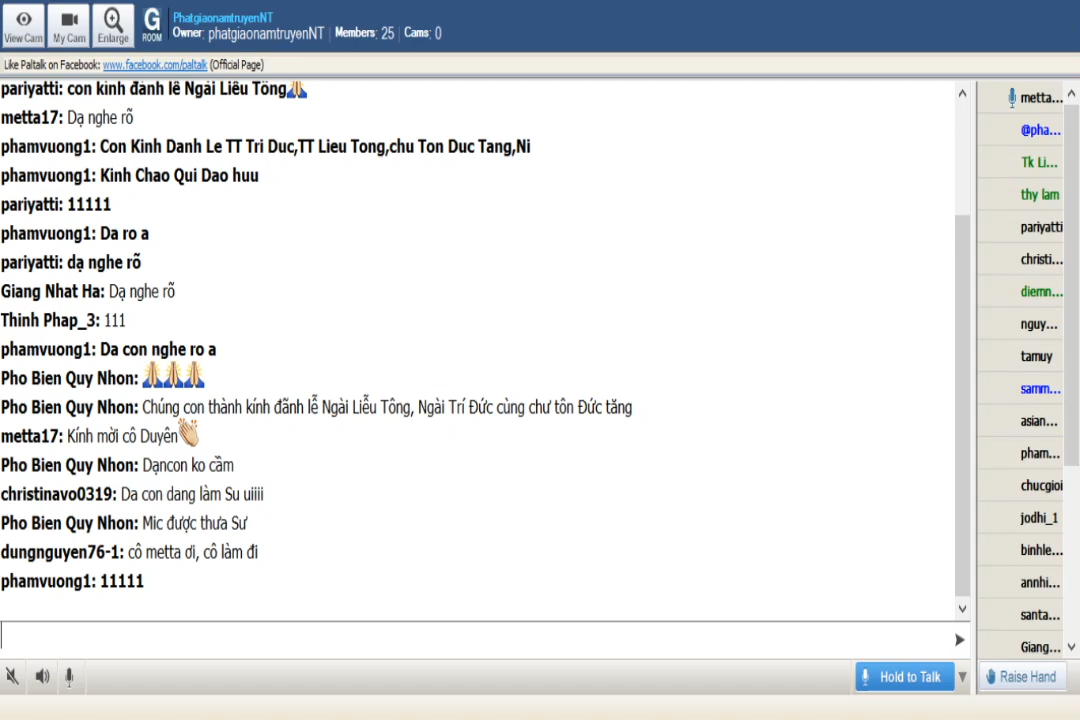 PhatgiaonamtruyenNT
Owner: phatgiaonamtruyenNT Members: 25 Cams: 0
View Cam My Cam Enlarge G ROOM
Like Paltalk on Facebook: www.facebook.com/paltalk (Official Page)
pariyatti: con kính đảnh lễ Ngài Liễu Tông🙏
metta17: Dạ nghe rõ
phamvuong1: Con Kinh Danh Le TT Tri Duc,TT Lieu Tong,chu Ton Duc Tang,Ni
phamvuong1: Kinh Chao Qui Dao huu
pariyatti: 11111
phamvuong1: Da ro a
pariyatti: dạ nghe rõ
Giang Nhat Ha: Dạ nghe rõ
Thinh Phap_3: 111
phamvuong1: Da con nghe ro a
Pho Bien Quy Nhon: 🙏🙏🙏
Pho Bien Quy Nhon: Chúng con thành kính đãnh lễ Ngài Liễu Tông, Ngài Trí Đức cùng chư tôn Đức tăng
metta17: Kính mời cô Duyên👏
Pho Bien Quy Nhon: Dạncon ko cầm
christinavo0319: Da con dang làm Su uiiii
Pho Bien Quy Nhon: Mic được thưa Sư
dungnguyen76-1: cô metta ơi, cô làm đi
phamvuong1: 11111
metta...
@pha...
Tk Li...
thy lam
pariyatti
christi...
diemn...
nguy...
tamuy
samm...
asian...
pham...
chucgioi
jodhi_1
binhle...
annhi...
santa...
Giang...
Hold to Talk
Raise Hand